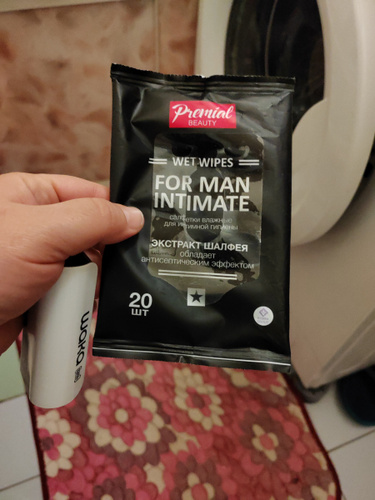 Premial
BEAUTY
WET WIPES
FOR MAN
INTIMATE
салфетки влажные
для интимной гигиены
ЭКСТРАКТ ШАЛФЕЯ
обладает
антисептическим эффектом
20
ШТ